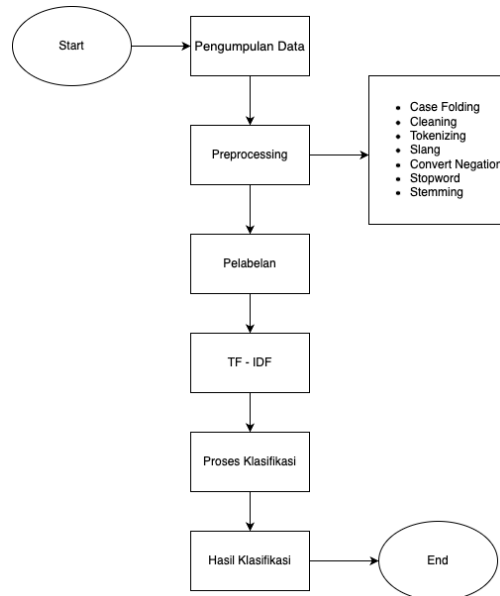 Start
Pengumpulan Data
Preprocessing
Case Folding
Cleaning
Tokenizing
Slang
Convert Negation
Stopword
Stemming
Pelabelan
TF - IDF
Proses Klasifikasi
Hasil Klasifikasi
End